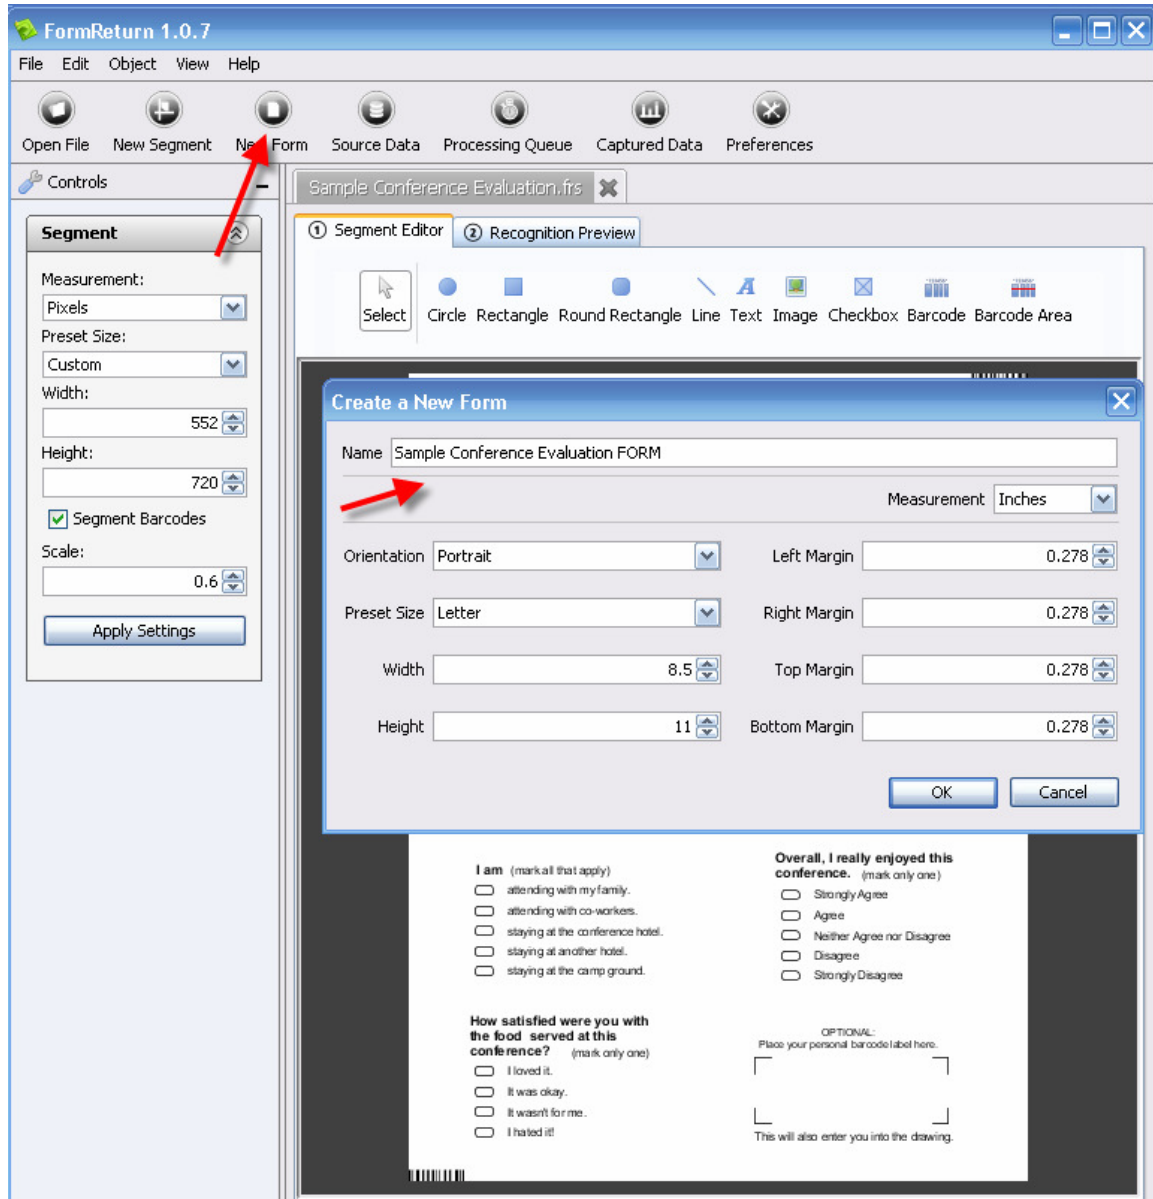 FormReturn 1.0.7
File Edit Object View Help
Open File New Segment New Form Source Data Processing Queue Captured Data Preferences
Controls
Sample Conference Evaluation.frs
Segment
1 Segment Editor 2 Recognition Preview
Measurement:
Pixels
Preset Size:
Custom
Width:
552
Height:
720
Segment Barcodes
Scale:
0.6
Apply Settings
Select Circle Rectangle Round Rectangle Line Text Image Checkbox Barcode Barcode Area
Create a New Form
Name Sample Conference Evaluation FORM
Measurement Inches
Orientation Portrait Left Margin 0.278
Preset Size Letter Right Margin 0.278
Width 8.5 Top Margin 0.278
Height 11 Bottom Margin 0.278
OK Cancel
I am (mark all that apply)
attending with my family.
attending with co-workers.
staying at the conference hotel.
staying at another hotel.
staying at the camp ground.
Overall, I really enjoyed this
conference. (mark only one)
Strongly Agree
Agree
Neither Agree nor Disagree
Disagree
Strongly Disagree
How satisfied were you with
the food served at this
conference? (mark only one)
I loved it.
It was okay.
It wasn't for me.
I hated it!
OPTIONAL:
Place your personal barcode label here.
This will also enter you into the drawing.